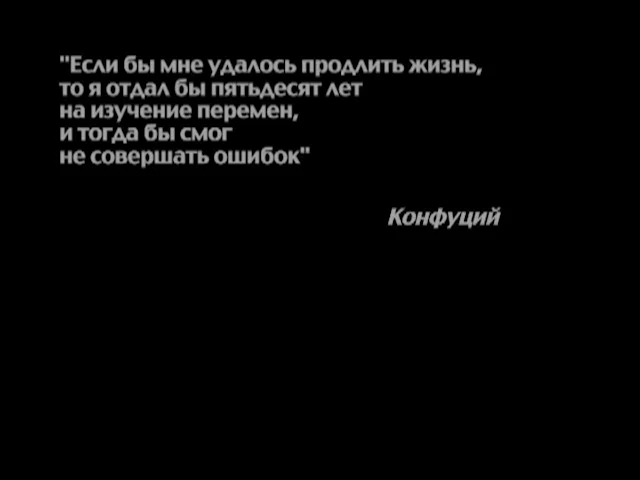 "Если бы мне удалось продлить жизнь,
то я отдал бы пятьдесят лет
на изучение перемен,
и тогда бы смог
не совершать ошибок"
Конфуций